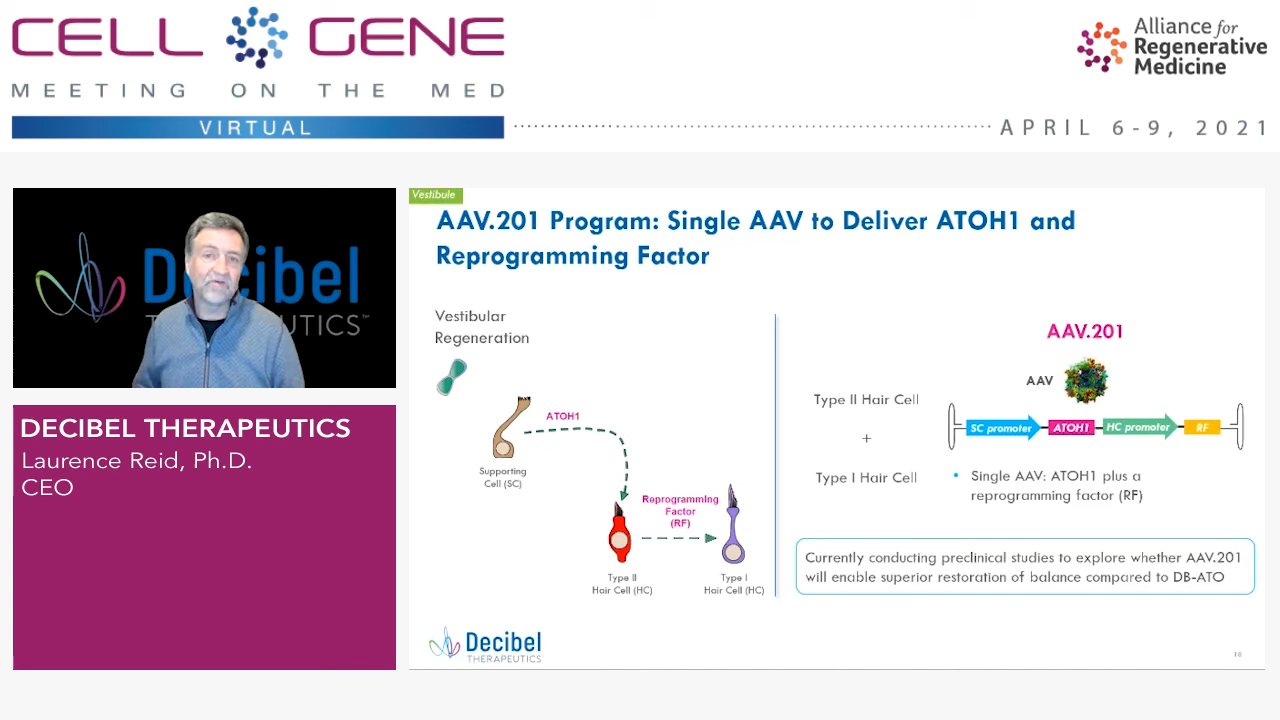 CELL GENE
MEETING ON THE MED
VIRTUAL
Alliance for
Regenerative
Medicine
APRIL 6-9, 2021
Decibel
THERAPEUTICS™
DECIBEL THERAPEUTICS
Laurence Reid, Ph.D.
CEO
Vestibule
AAV.201 Program: Single AAV to Deliver ATOH1 and
Reprogramming Factor
Vestibular
Regeneration
ATOH1
Supporting
Cell (SC)
Reprogramming
Factor
(RF)
Type II
Hair Cell (HC)
Type I
Hair Cell (HC)
AAV.201
AAV
Type II Hair Cell
+
Type I Hair Cell
SC promoter ATOH1 HC promoter RF
• Single AAV: ATOH1 plus a
reprogramming factor (RF)
Currently conducting preclinical studies to explore whether AAV.201
will enable superior restoration of balance compared to DB-ATO
Decibel
THERAPEUTICS
18